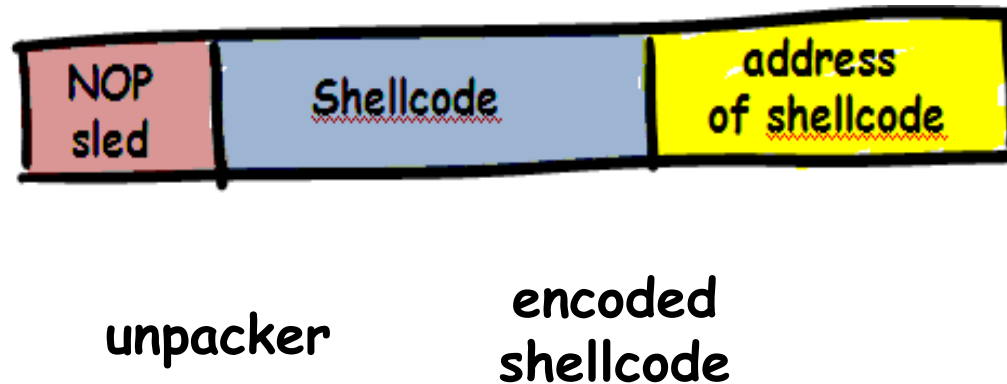 NOP
sled
Shellcode
address
of shellcode
unpacker
encoded
shellcode